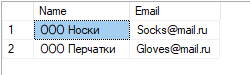 Name Email
1 ООО Носки Socks@mail.ru
2 ООО Перчатки Gloves@mail.ru